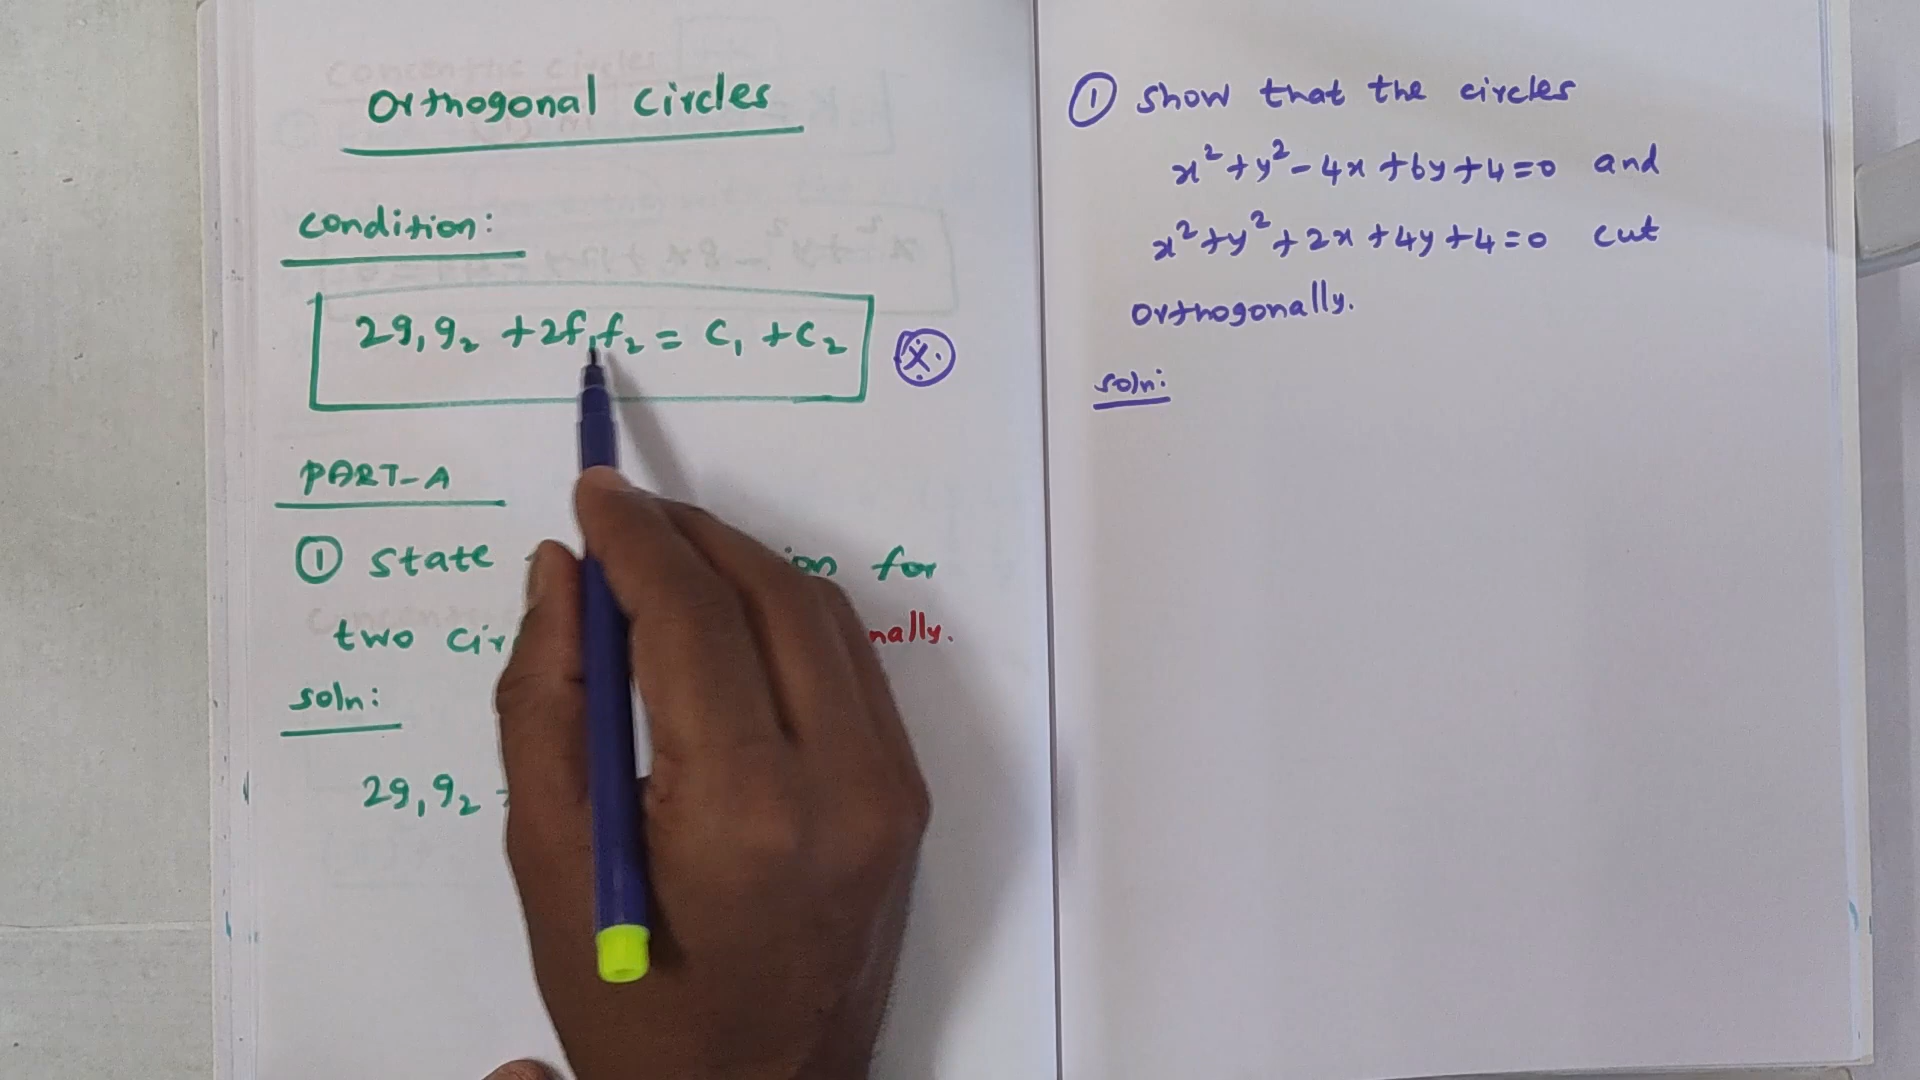 Orthogonal Circles
Condition:
2g₁g₂ + 2f₁f₂ = C₁ + C₂ (X)
PART-A
① State for
two nally.
Soln:
2g₁g₂
① Show that the circles
x² + y² - 4x + 6y + 4 = 0 and
x² + y² + 2x + 4y + 4 = 0 cut
orthogonally.
Soln: